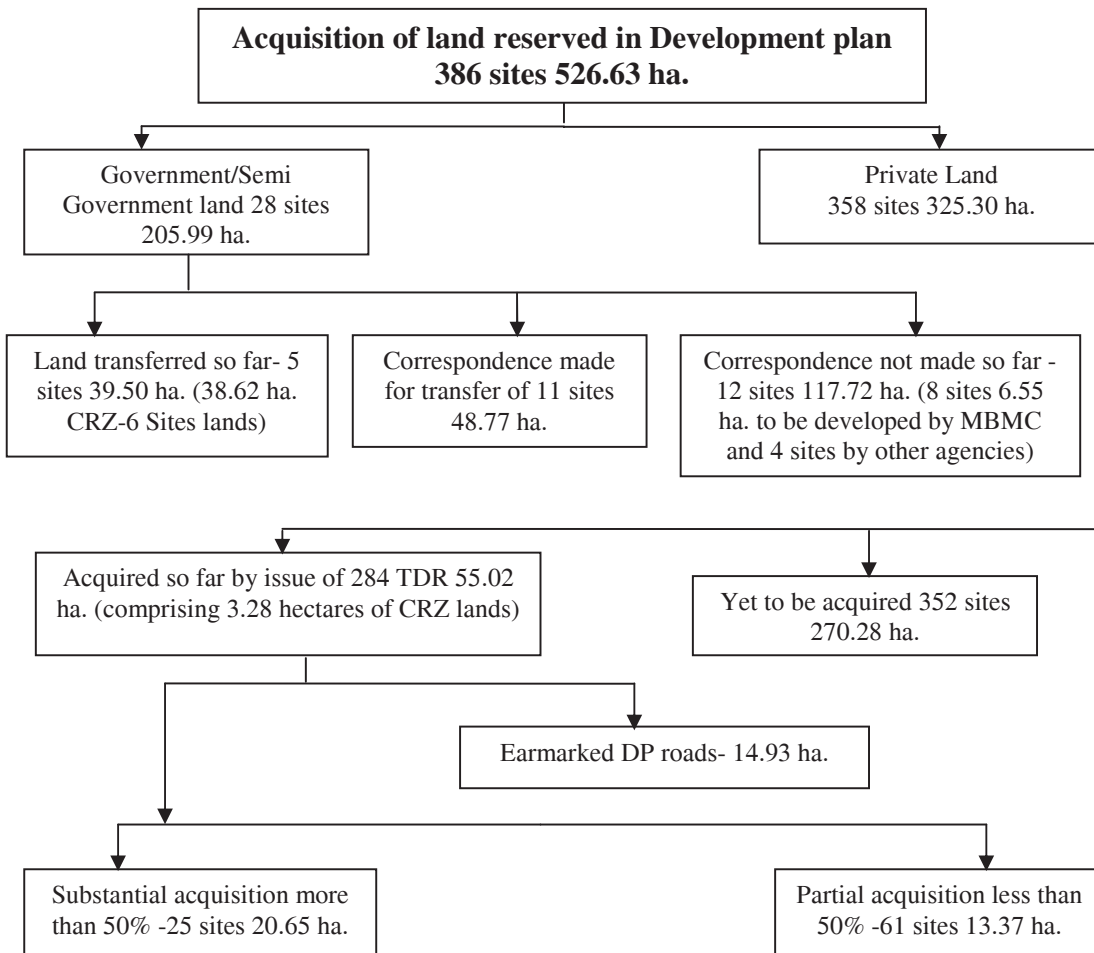 Acquisition of land reserved in Development plan
386 sites 526.63 ha.
Government/Semi
Government land 28 sites
205.99 ha.
Private Land
358 sites 325.30 ha.
Land transferred so far- 5
sites 39.50 ha. (38.62 ha.
CRZ-6 Sites lands)
Correspondence made
for transfer of 11 sites
48.77 ha.
Correspondence not made so far -
12 sites 117.72 ha. (8 sites 6.55
ha. to be developed by MBMC
and 4 sites by other agencies)
Acquired so far by issue of 284 TDR 55.02
ha. (comprising 3.28 hectares of CRZ lands)
Yet to be acquired 352 sites
270.28 ha.
Earmarked DP roads- 14.93 ha.
Substantial acquisition more
than 50% -25 sites 20.65 ha.
Partial acquisition less than
50% -61 sites 13.37 ha.